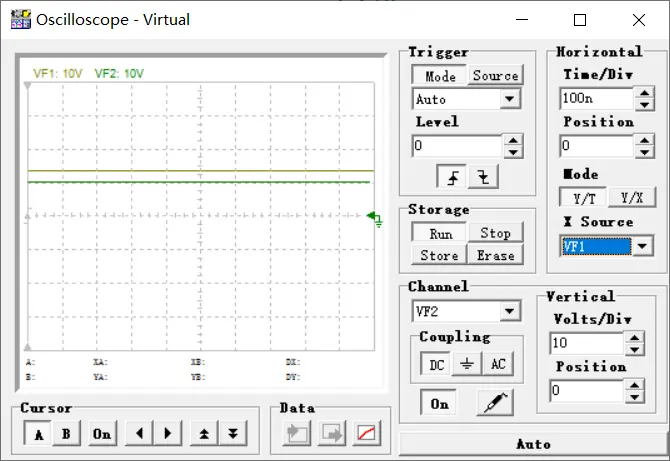 Oscilloscope - Virtual
VF1: 10V VF2: 10V
A: XA: XB: DX:
B: YA: YB: DY:
Cursor
A B On
Data
Trigger
Mode Source
Auto
Level
0
Storage
Run Stop
Store Erase
Channel
VF2
Coupling
DC AC
On
Horizontal
Time/Div
100n
Position
0
Mode
Y/T Y/X
X Source
VF1
Vertical
Volts/Div
10
Position
0
Auto